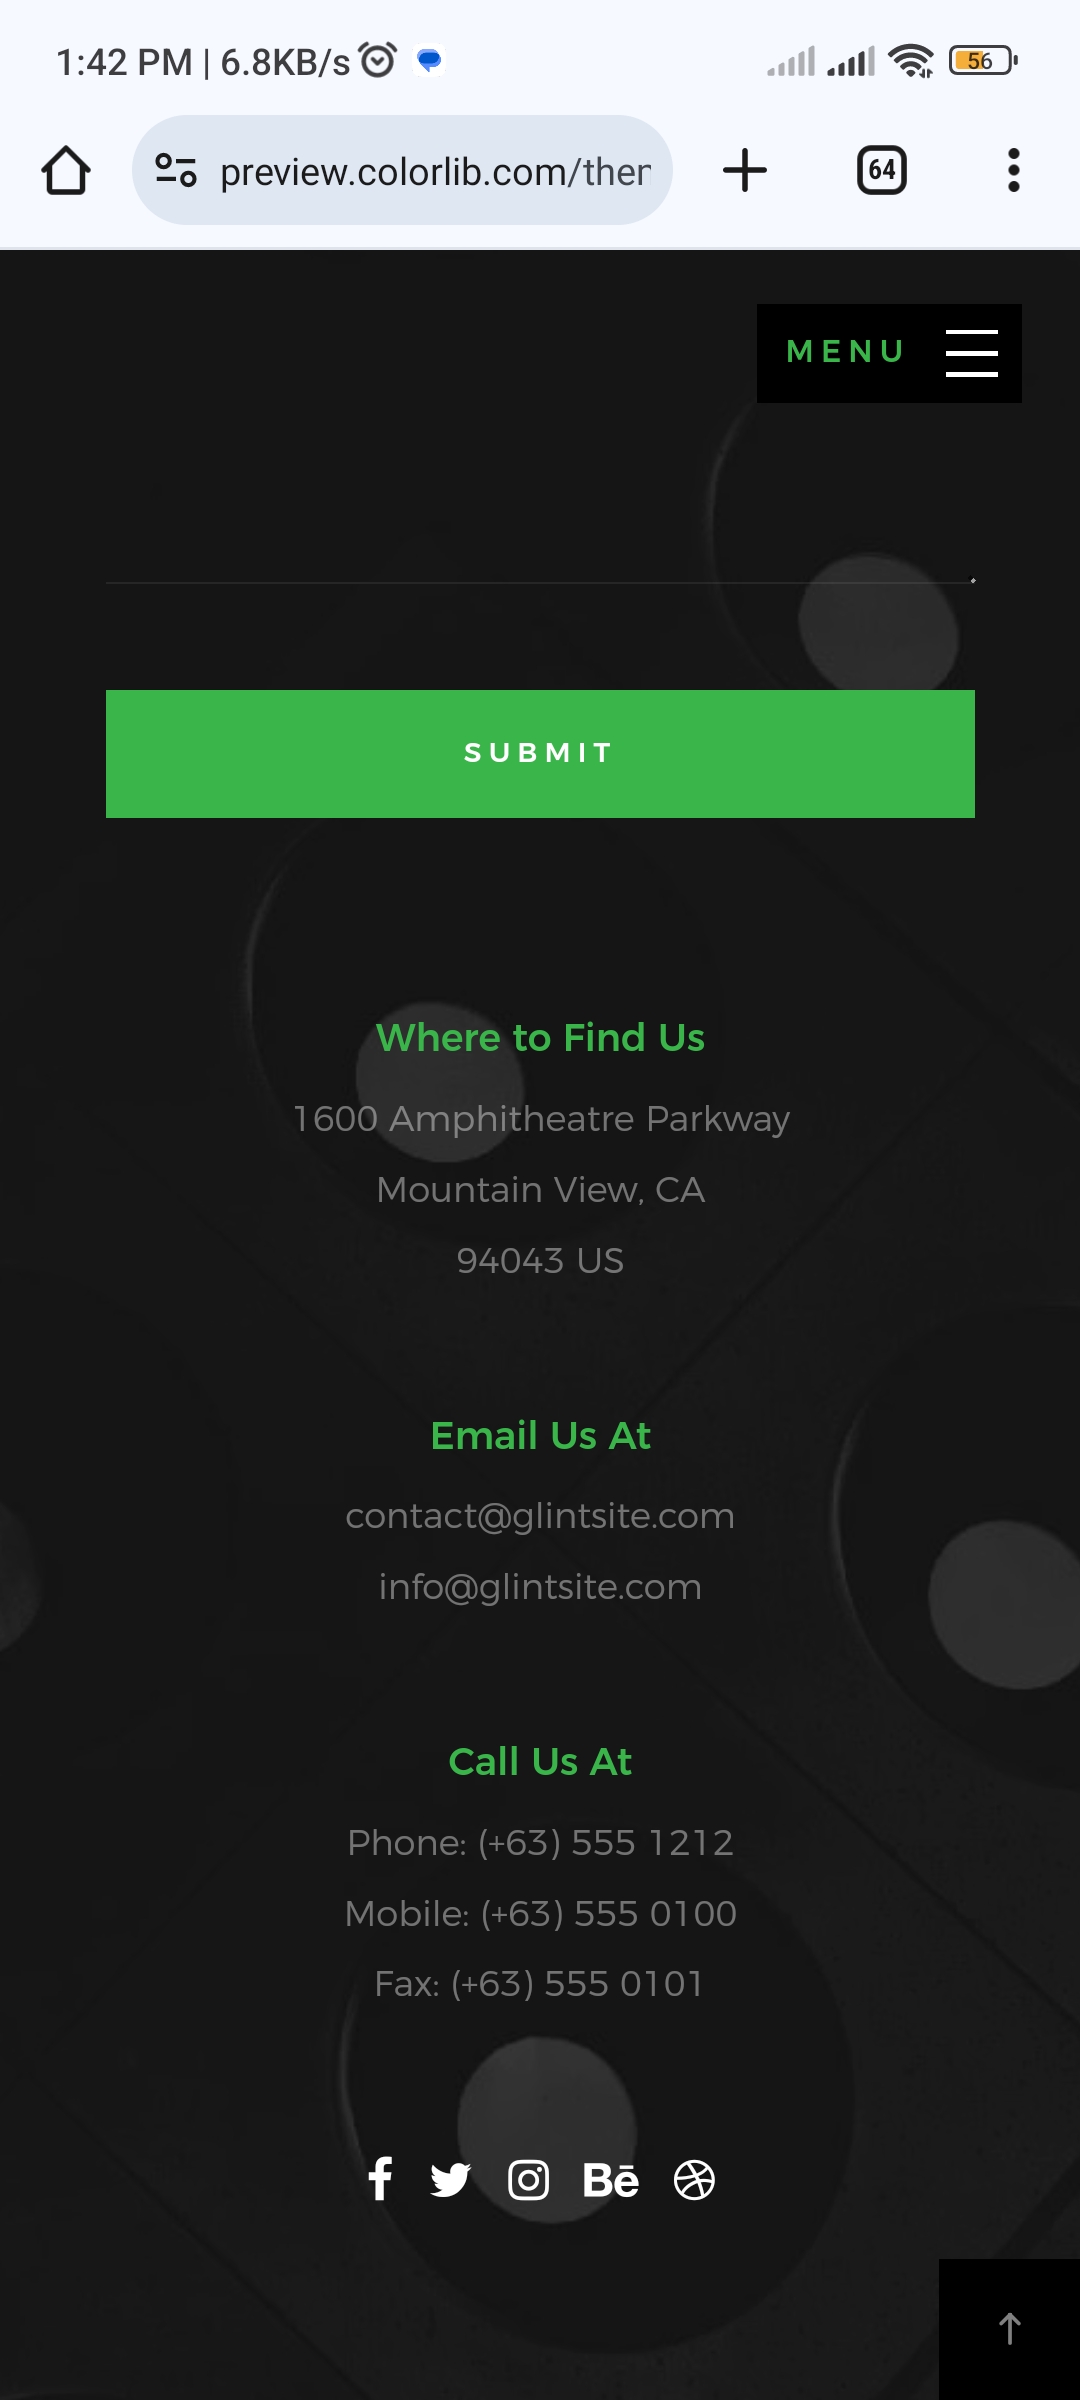 1:42 PM | 6.8KB/s
56
preview.colorlib.com/ther
64
MENU
SUBMIT
Where to Find Us
1600 Amphitheatre Parkway
Mountain View, CA
94043 US
Email Us At
contact@glintsite.com
info@glintsite.com
Call Us At
Phone: (+63) 555 1212
Mobile: (+63) 555 0100
Fax: (+63) 555 0101
Bē